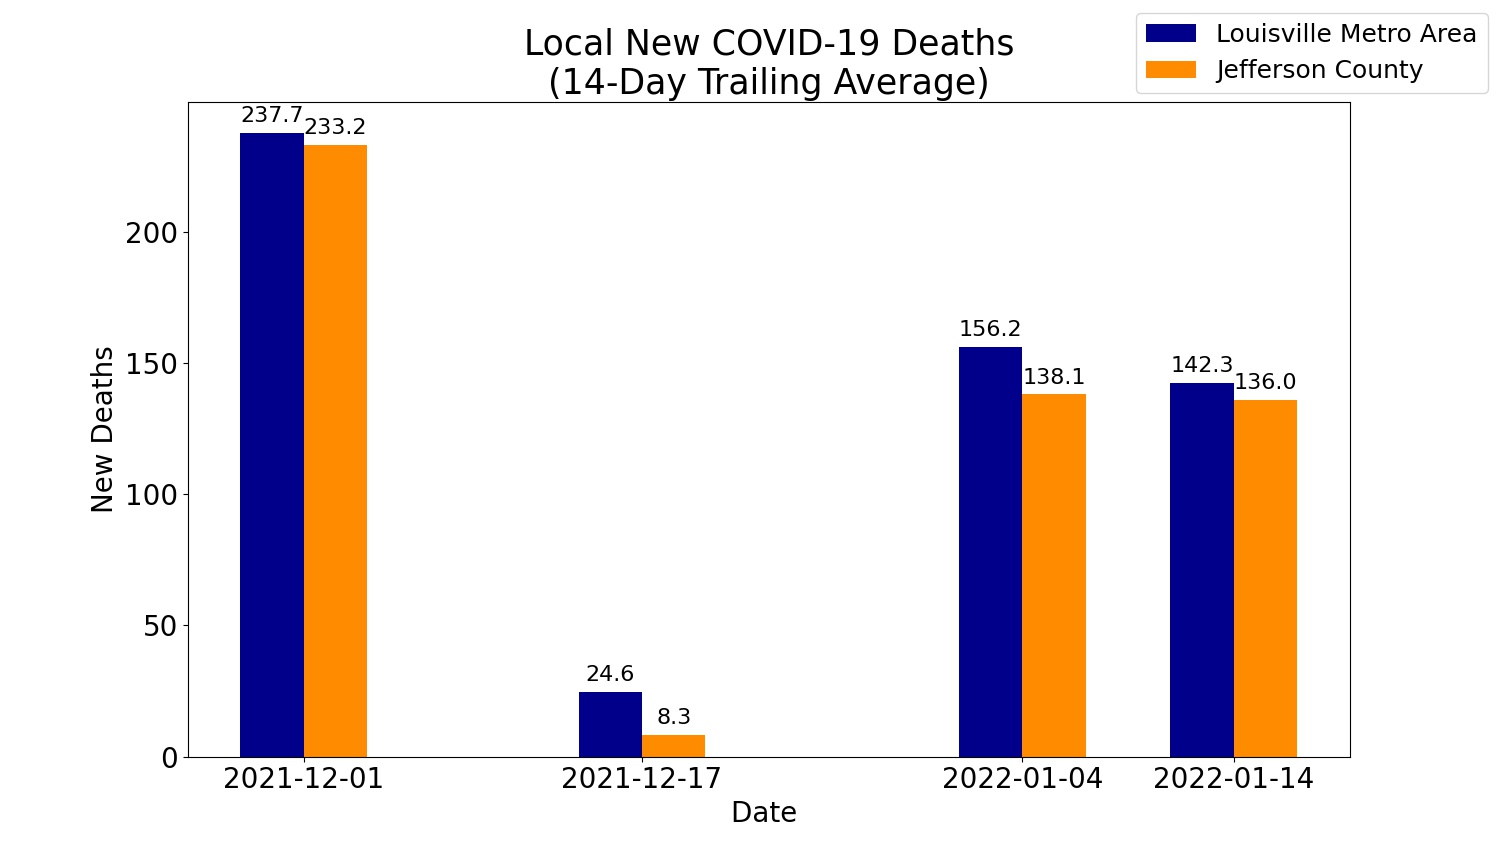 Local New COVID-19 Deaths
(14-Day Trailing Average)
Louisville Metro Area
Jefferson County
237.7
233.2
24.6
8.3
156.2
138.1
142.3
136.0
New Deaths
200
150
100
50
0
2021-12-01
2021-12-17
2022-01-04
2022-01-14
Date